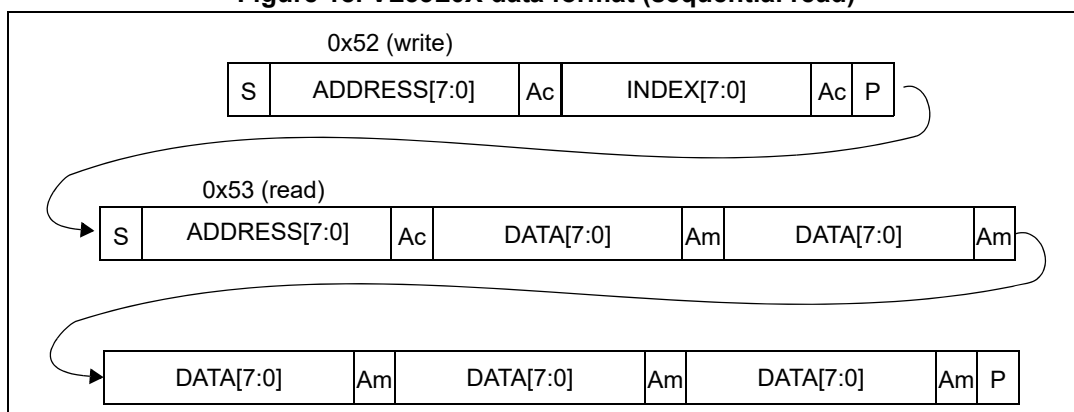 0x52 (write)
S ADDRESS[7:0] Ac INDEX[7:0] Ac P
0x53 (read)
S ADDRESS[7:0] Ac DATA[7:0] Am DATA[7:0] Am
DATA[7:0] Am DATA[7:0] Am DATA[7:0] Am P